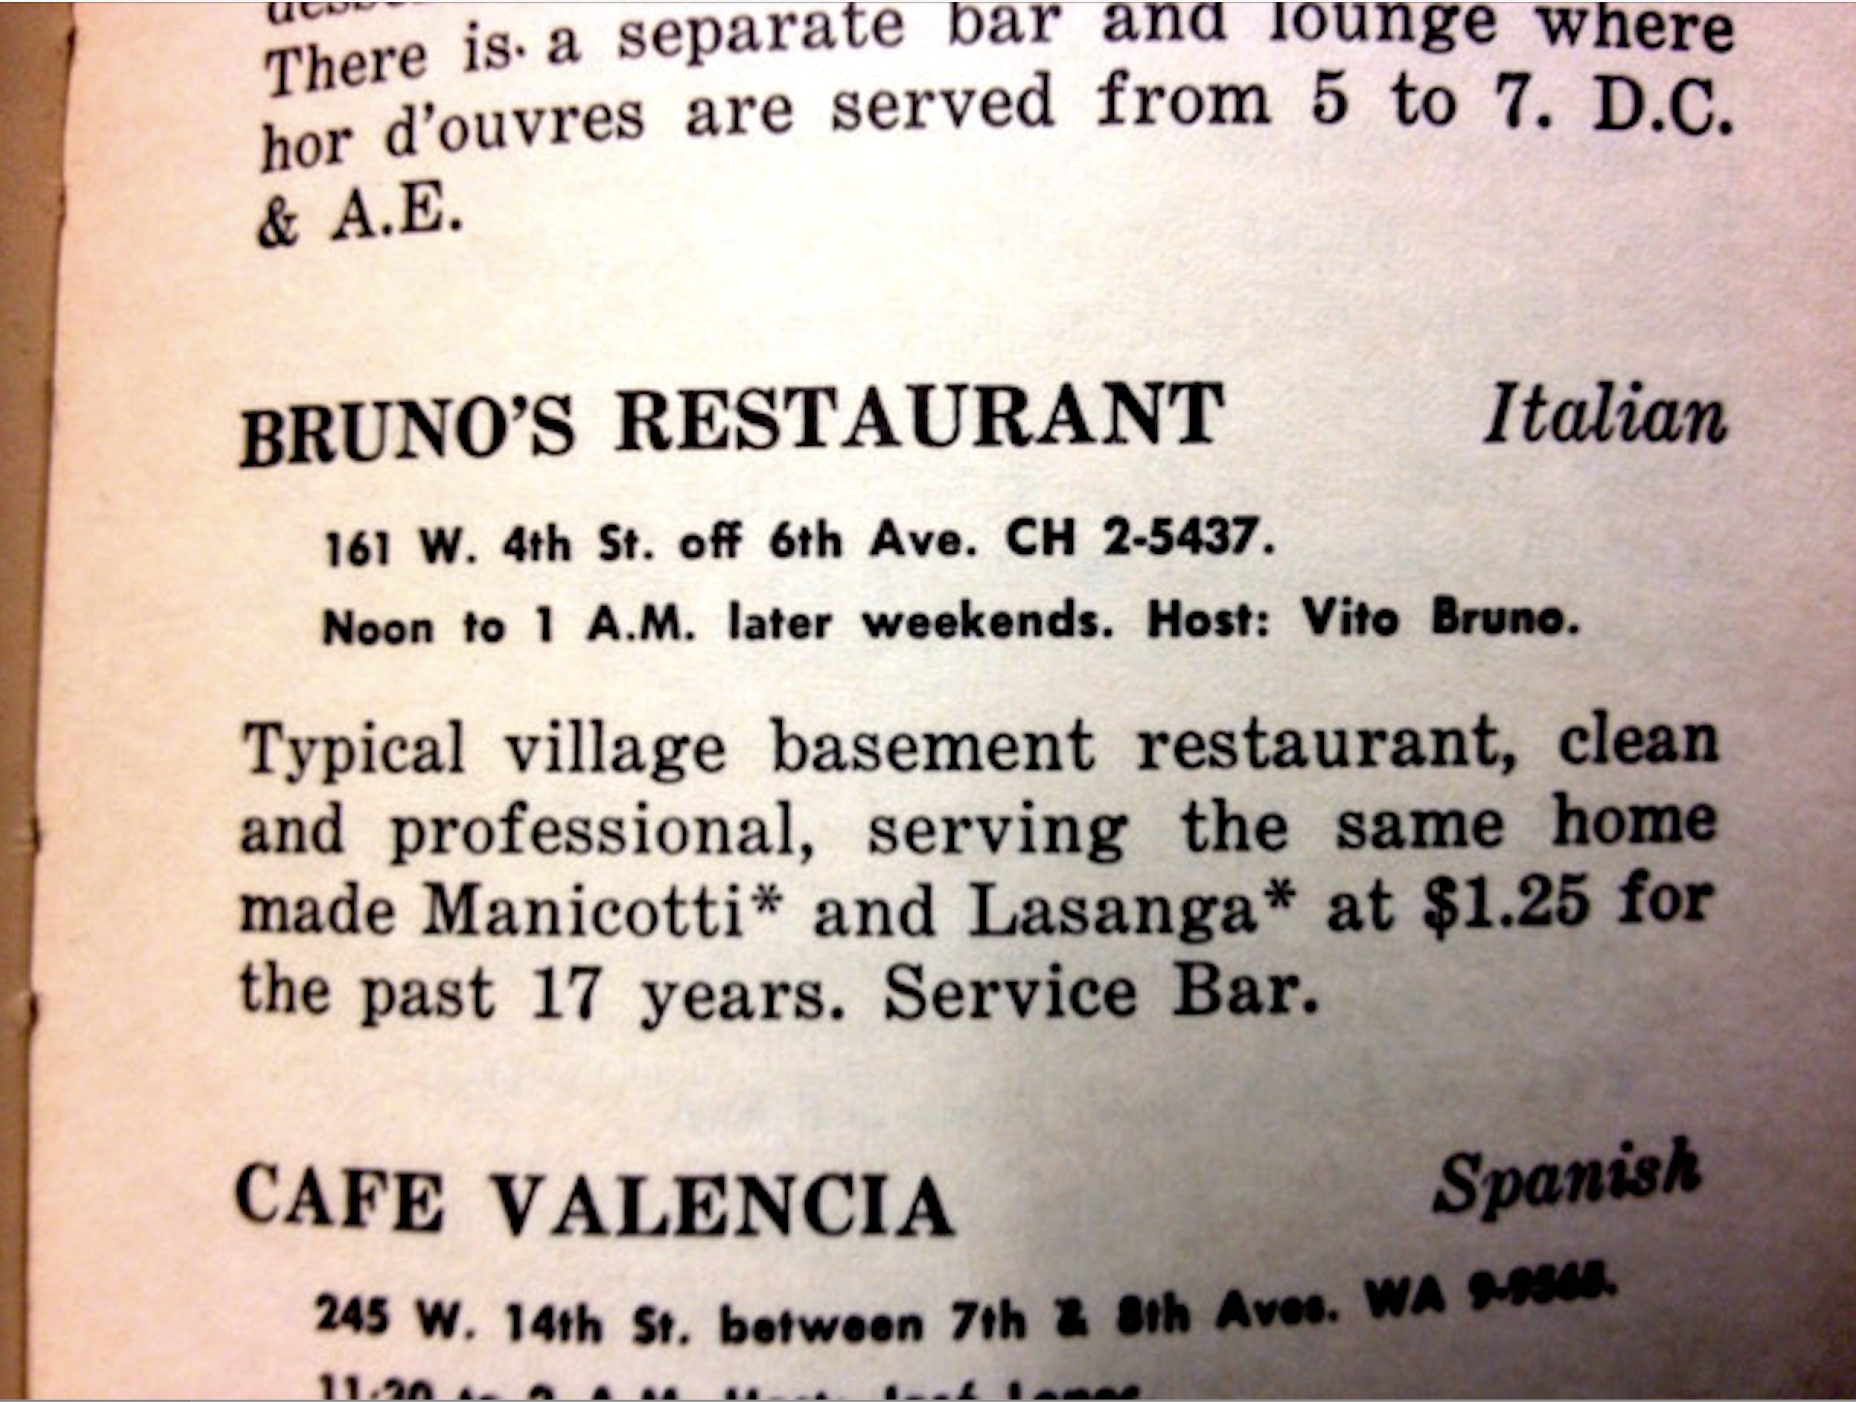 There is a separate bar and lounge where
hor d'ouvres are served from 5 to 7. D.C.
& A.E.
BRUNO'S RESTAURANT Italian
161 W. 4th St. off 6th Ave. CH 2-5437.
Noon to 1 A.M. later weekends. Host: Vito Bruno.
Typical village basement restaurant, clean
and professional, serving the same home
made Manicotti* and Lasanga* at $1.25 for
the past 17 years. Service Bar.
CAFE VALENCIA Spanish
245 W. 14th St. between 7th & 8th Aves. WA
A.M. Host: José